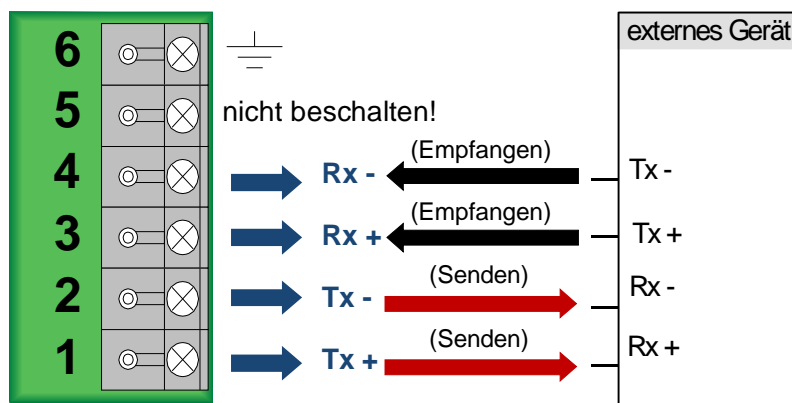 externes Gerät
6
5 nicht beschalten!
(Empfangen)
4 Rx - Tx -
(Empfangen)
3 Rx + Tx +
(Senden)
2 Tx - Rx -
(Senden)
1 Tx + Rx +